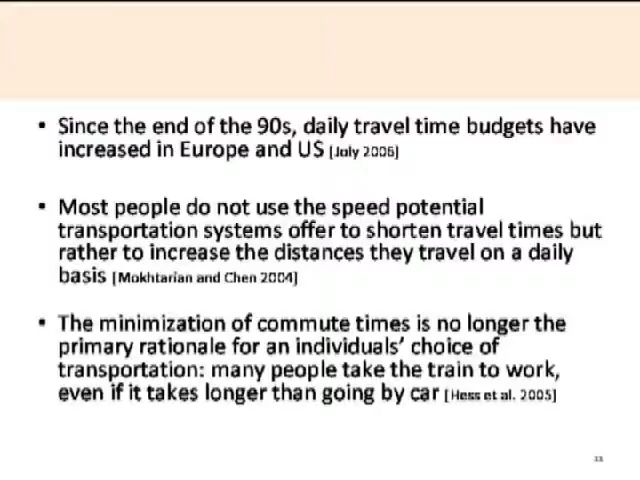 • Since the end of the 90s, daily travel time budgets have
increased in Europe and US [Joly 2006]
• Most people do not use the speed potential
transportation systems offer to shorten travel times but
rather to increase the distances they travel on a daily
basis [Mokhtarian and Chen 2004]
• The minimization of commute times is no longer the
primary rationale for an individuals’ choice of
transportation: many people take the train to work,
even if it takes longer than going by car [Hess et al. 2005]